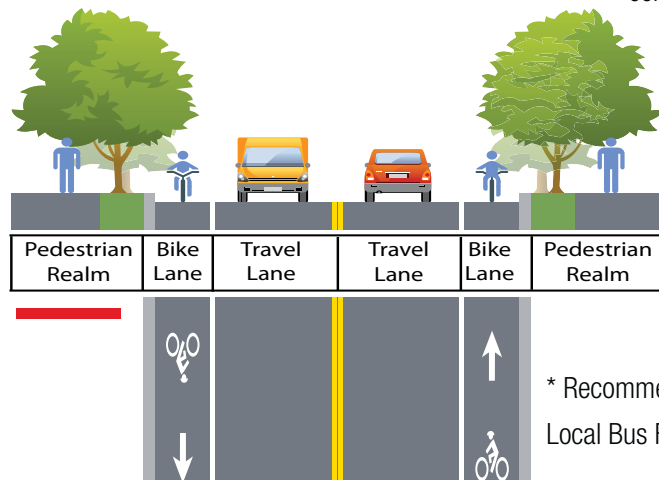 Pedestrian Realm
Bike Lane
Travel Lane
Travel Lane
Bike Lane
Pedestrian Realm
* Recomme
Local Bus